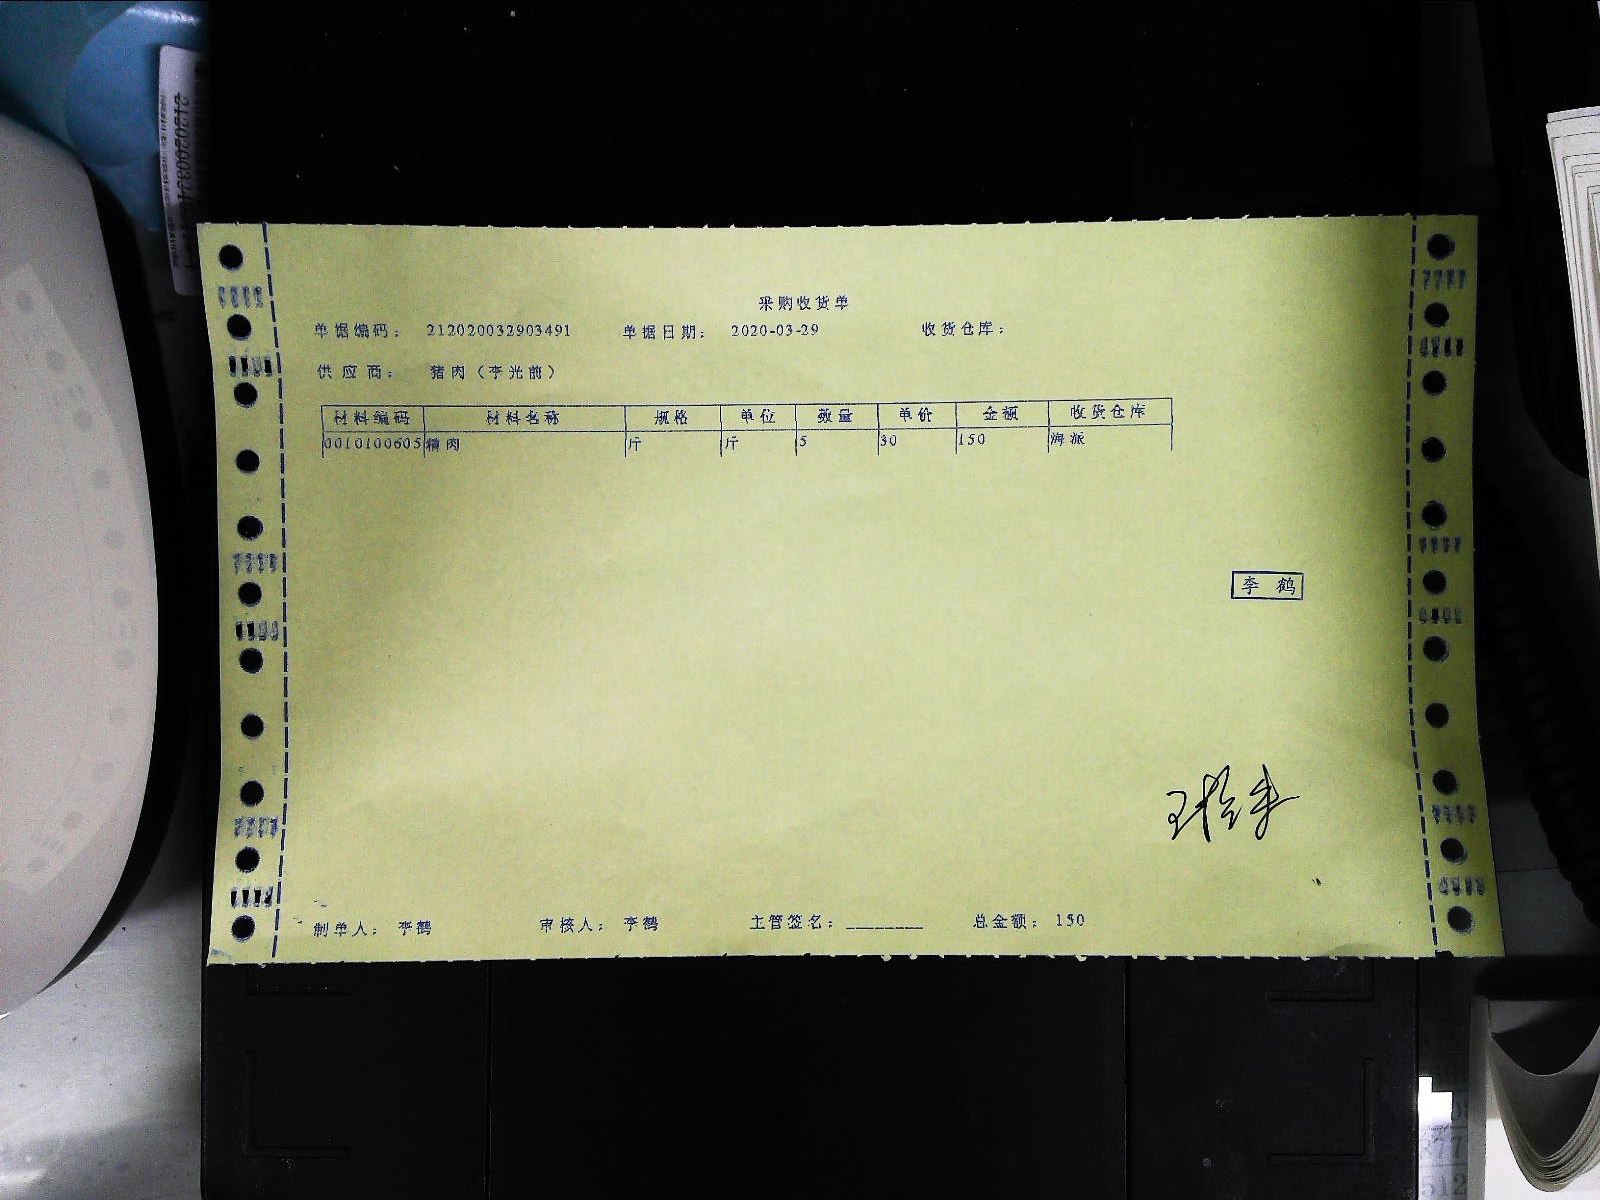 采购收货单
单据编码： 212020032903491 单据日期： 2020-03-29 收货仓库：
供应商： 猪肉（李光前）
材料编码 材料名称 规格 单位 数量 单价 金额 收货仓库
0010100605 精肉 斤 斤 5 30 150 海派
李 鹤
制单人： 李鹤 审核人： 李鹤 主管签名：________ 总金额： 150